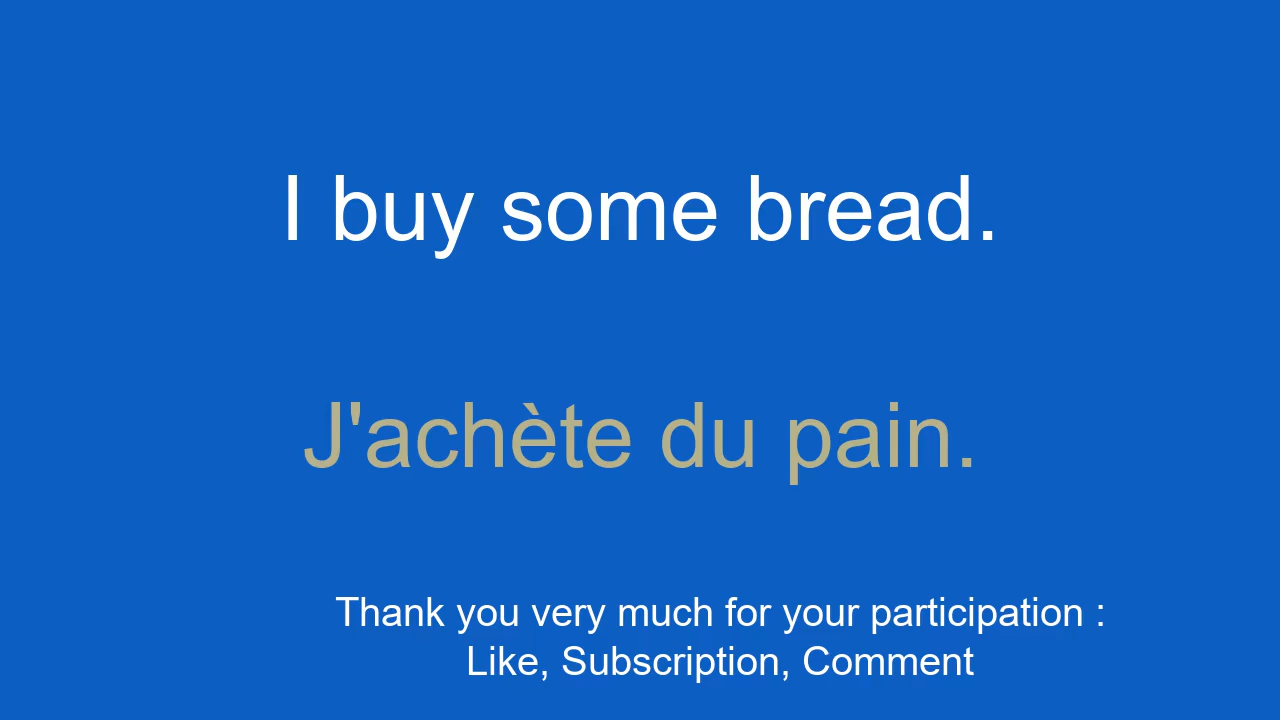 I buy some bread.
J'achète du pain.
Thank you very much for your participation :
Like, Subscription, Comment